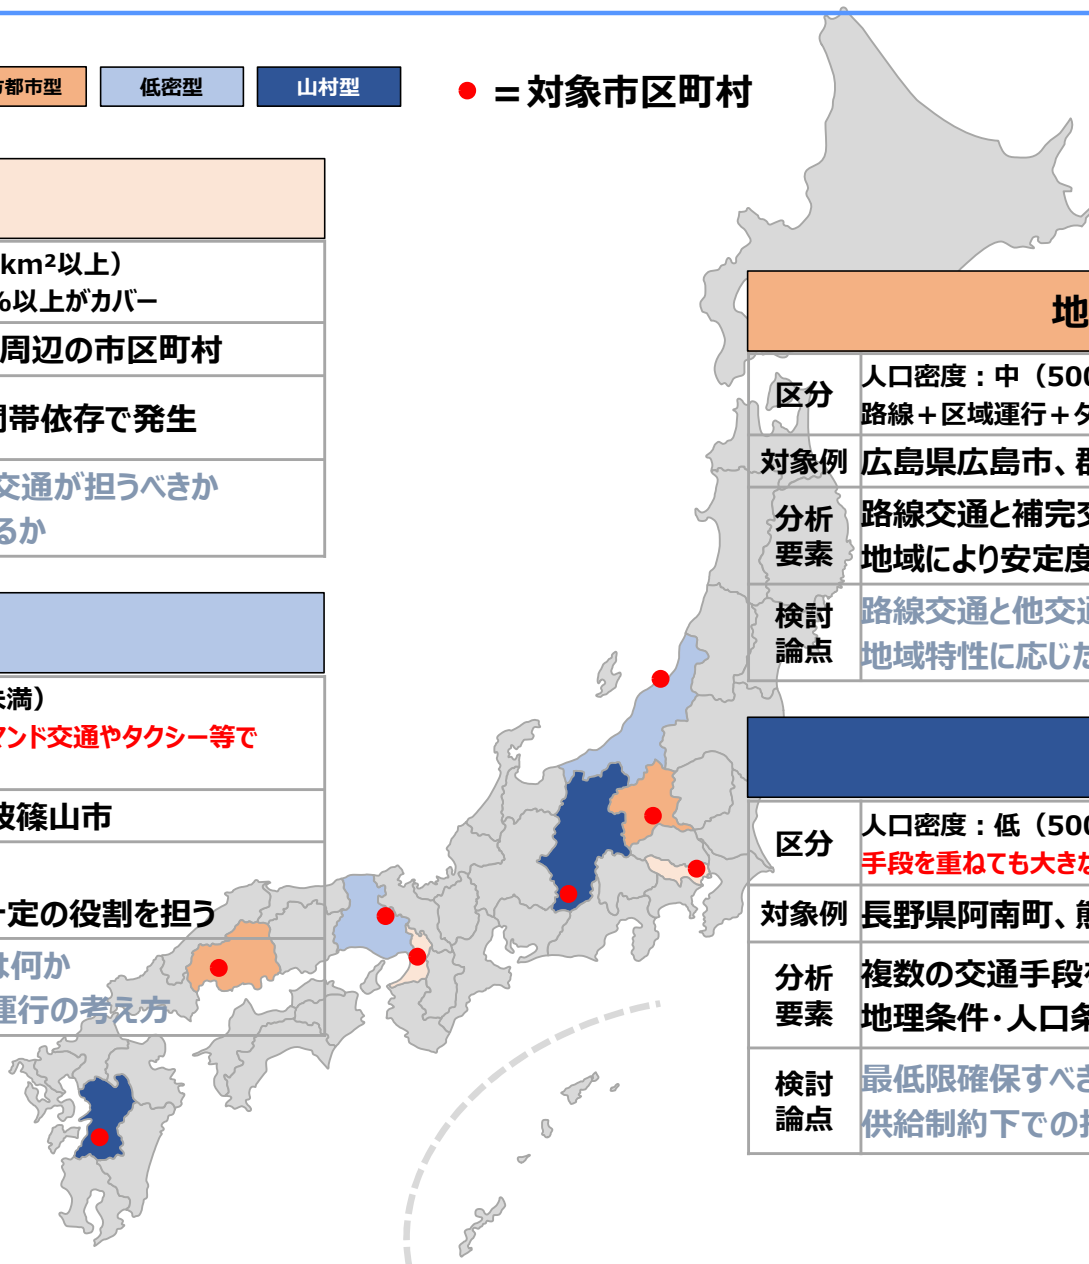 方都市型
低密型
山村型
＝対象市区町村
km²以上）
%以上がカバー
周辺の市区町村
間帯依存で発生
交通が担うべきか
るか
未満）
マンド交通やタクシー等で
波篠山市
一定の役割を担う
は何か
運行の考え方
地
区分
人口密度：中（500
路線＋区域運行＋タ
対象例
広島県広島市、群
分析
要素
路線交通と補完交
地域により安定度
検討
論点
路線交通と他交通
地域特性に応じた
区分
人口密度：低（500
手段を重ねても大きな
対象例
長野県阿南町、熊
分析
要素
複数の交通手段を
地理条件・人口条
検討
論点
最低限確保すべき
供給制約下での担